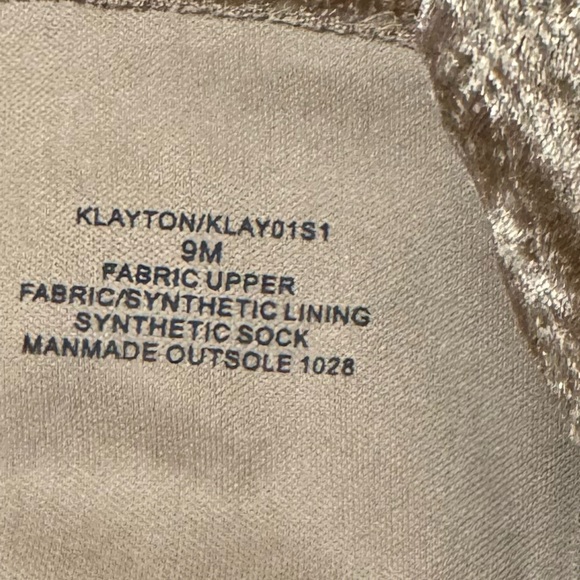 KLAYTON/KLAY01S1
9M
FABRIC UPPER
FABRIC/SYNTHETIC LINING
SYNTHETIC SOCK
MANMADE OUTSOLE 1028